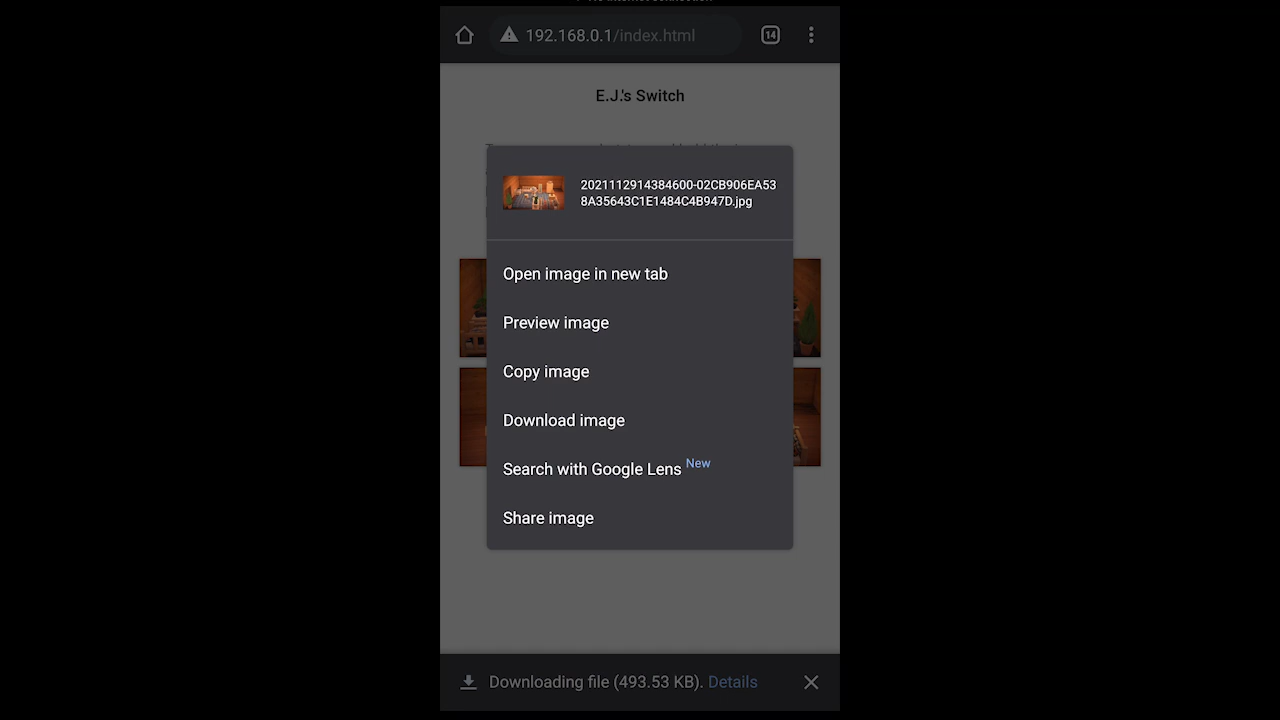 192.168.0.1/index.html
14
E.J.'s Switch
2021112914384600-02CB906EA53
8A35643C1E1484C4B947D.jpg
Open image in new tab
Preview image
Copy image
Download image
Search with Google Lens New
Share image
Downloading file (493.53 KB). Details